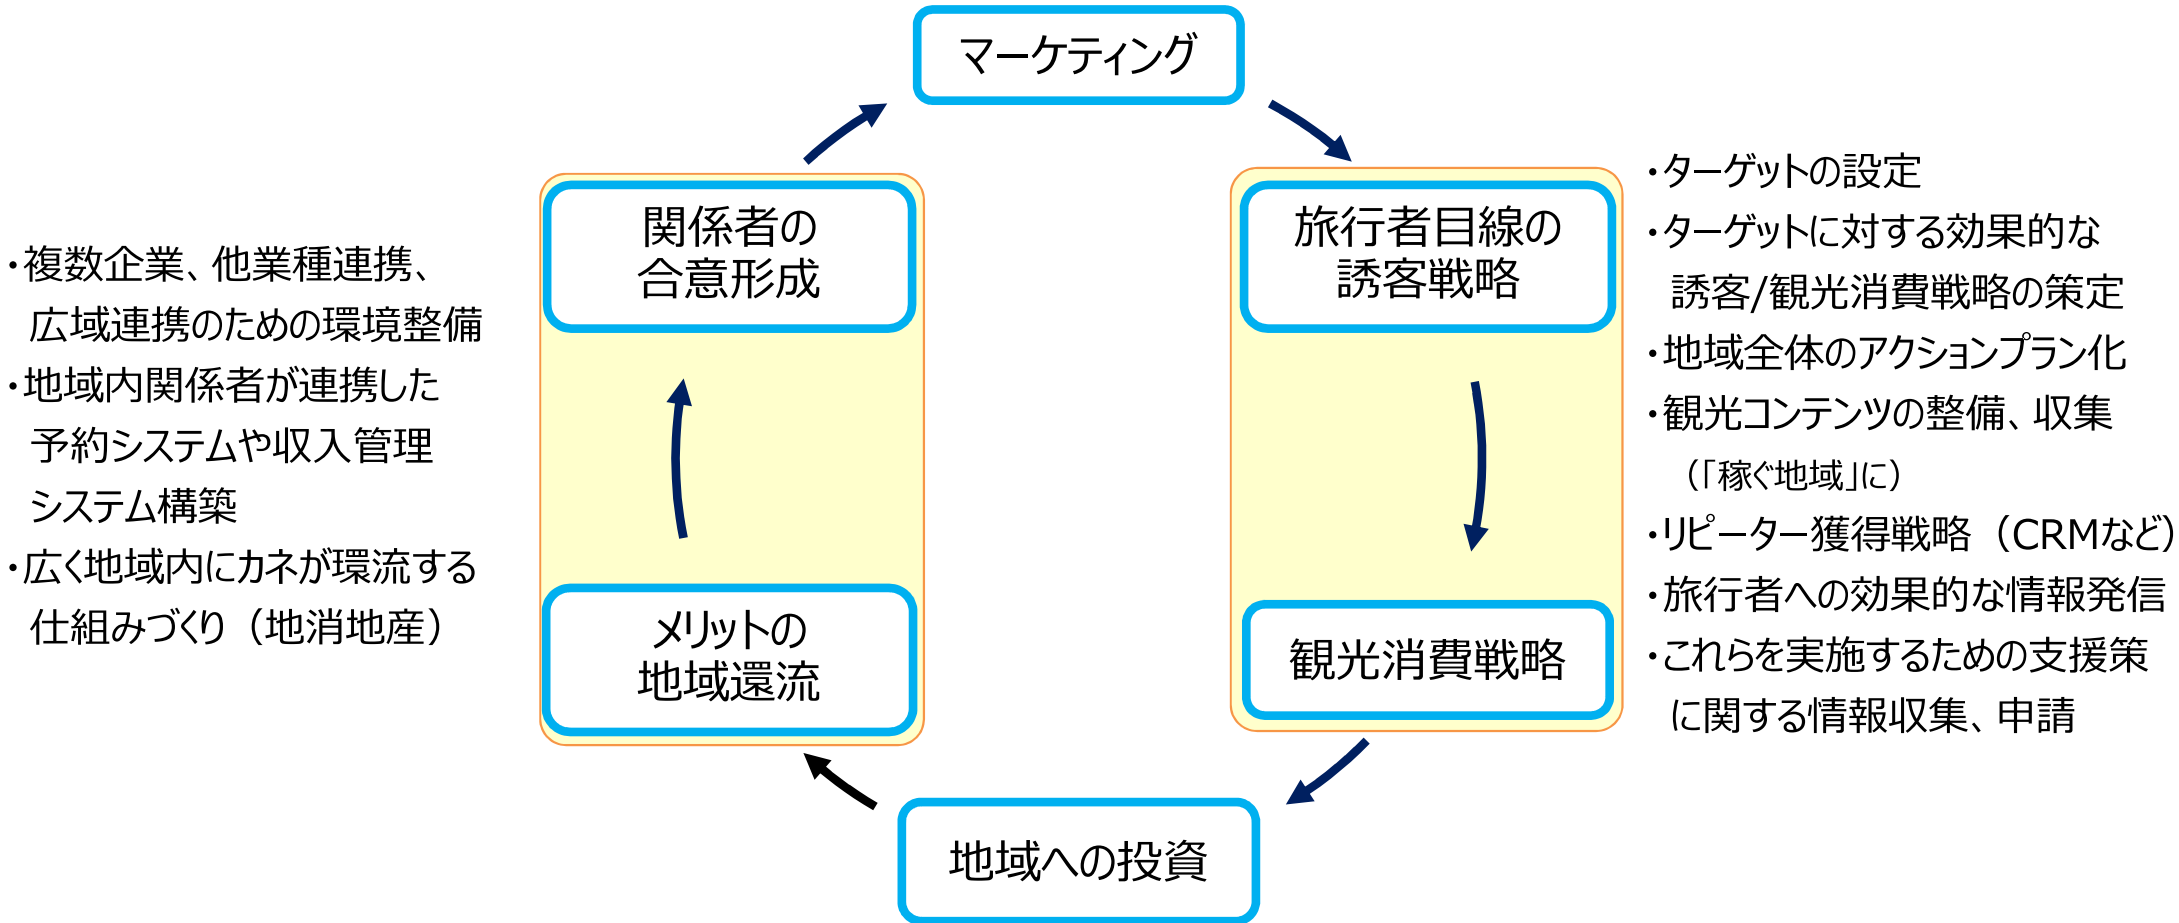 マーケティング
関係者の
合意形成
旅行者目線の
誘客戦略
メリットの
地域還流
観光消費戦略
地域への投資
・複数企業、他業種連携、
広域連携のための環境整備
・地域内関係者が連携した
予約システムや収入管理
システム構築
・広く地域内にカネが環流する
仕組みづくり（地消地産）
・ターゲットの設定
・ターゲットに対する効果的な
誘客/観光消費戦略の策定
・地域全体のアクションプラン化
・観光コンテンツの整備、収集
（「稼ぐ地域」に）
・リピーター獲得戦略（CRMなど）
・旅行者への効果的な情報発信
・これらを実施するための支援策
に関する情報収集、申請